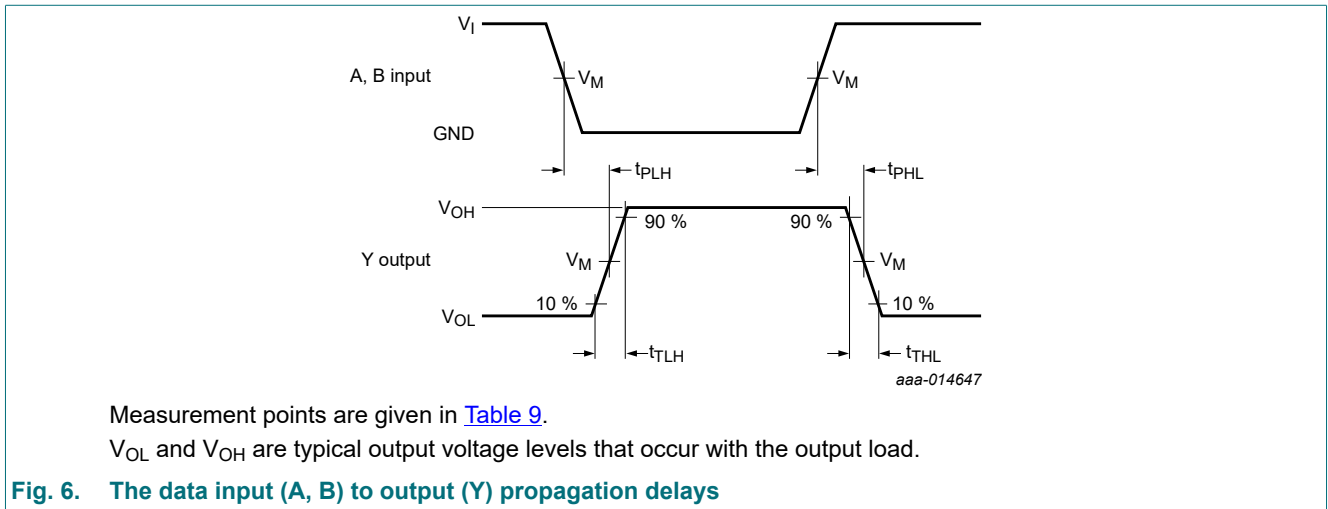 VI
A, B input
VM
VM
GND
tPLH
tPHL
VOH
90 %
90 %
Y output
VM
VM
10 %
10 %
VOL
tTLH
tTHL
aaa-014647
Measurement points are given in Table 9.
VOL and VOH are typical output voltage levels that occur with the output load.
Fig. 6. The data input (A, B) to output (Y) propagation delays